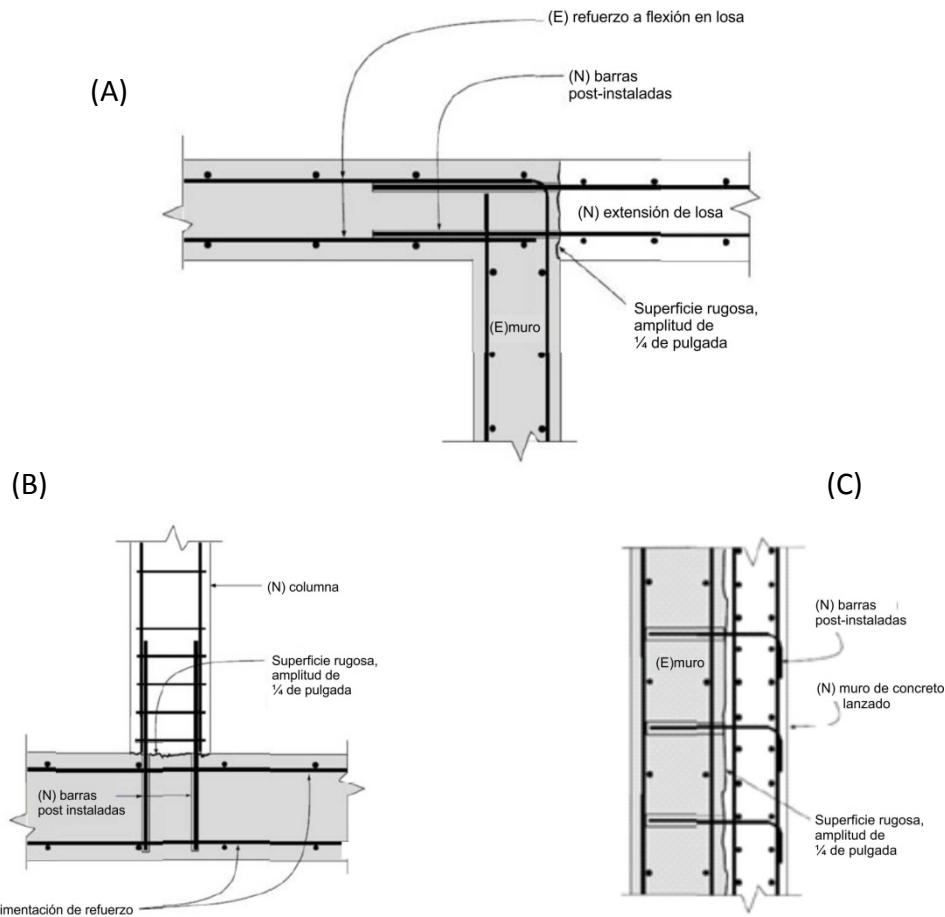 (E) refuerzo a flexión en losa
(A)
(N) barras
post-instaladas
(N) extensión de losa
Superficie rugosa,
amplitud de
¼ de pulgada
(E)muro
(B)
(N) columna
Superficie rugosa,
amplitud de
¼ de pulgada
(N) barras
post instaladas
imentación de refuerzo
(C)
(N) barras
post-instaladas
(E)muro
(N) muro de concreto
lanzado
Superficie rugosa,
amplitud de
¼ de pulgada